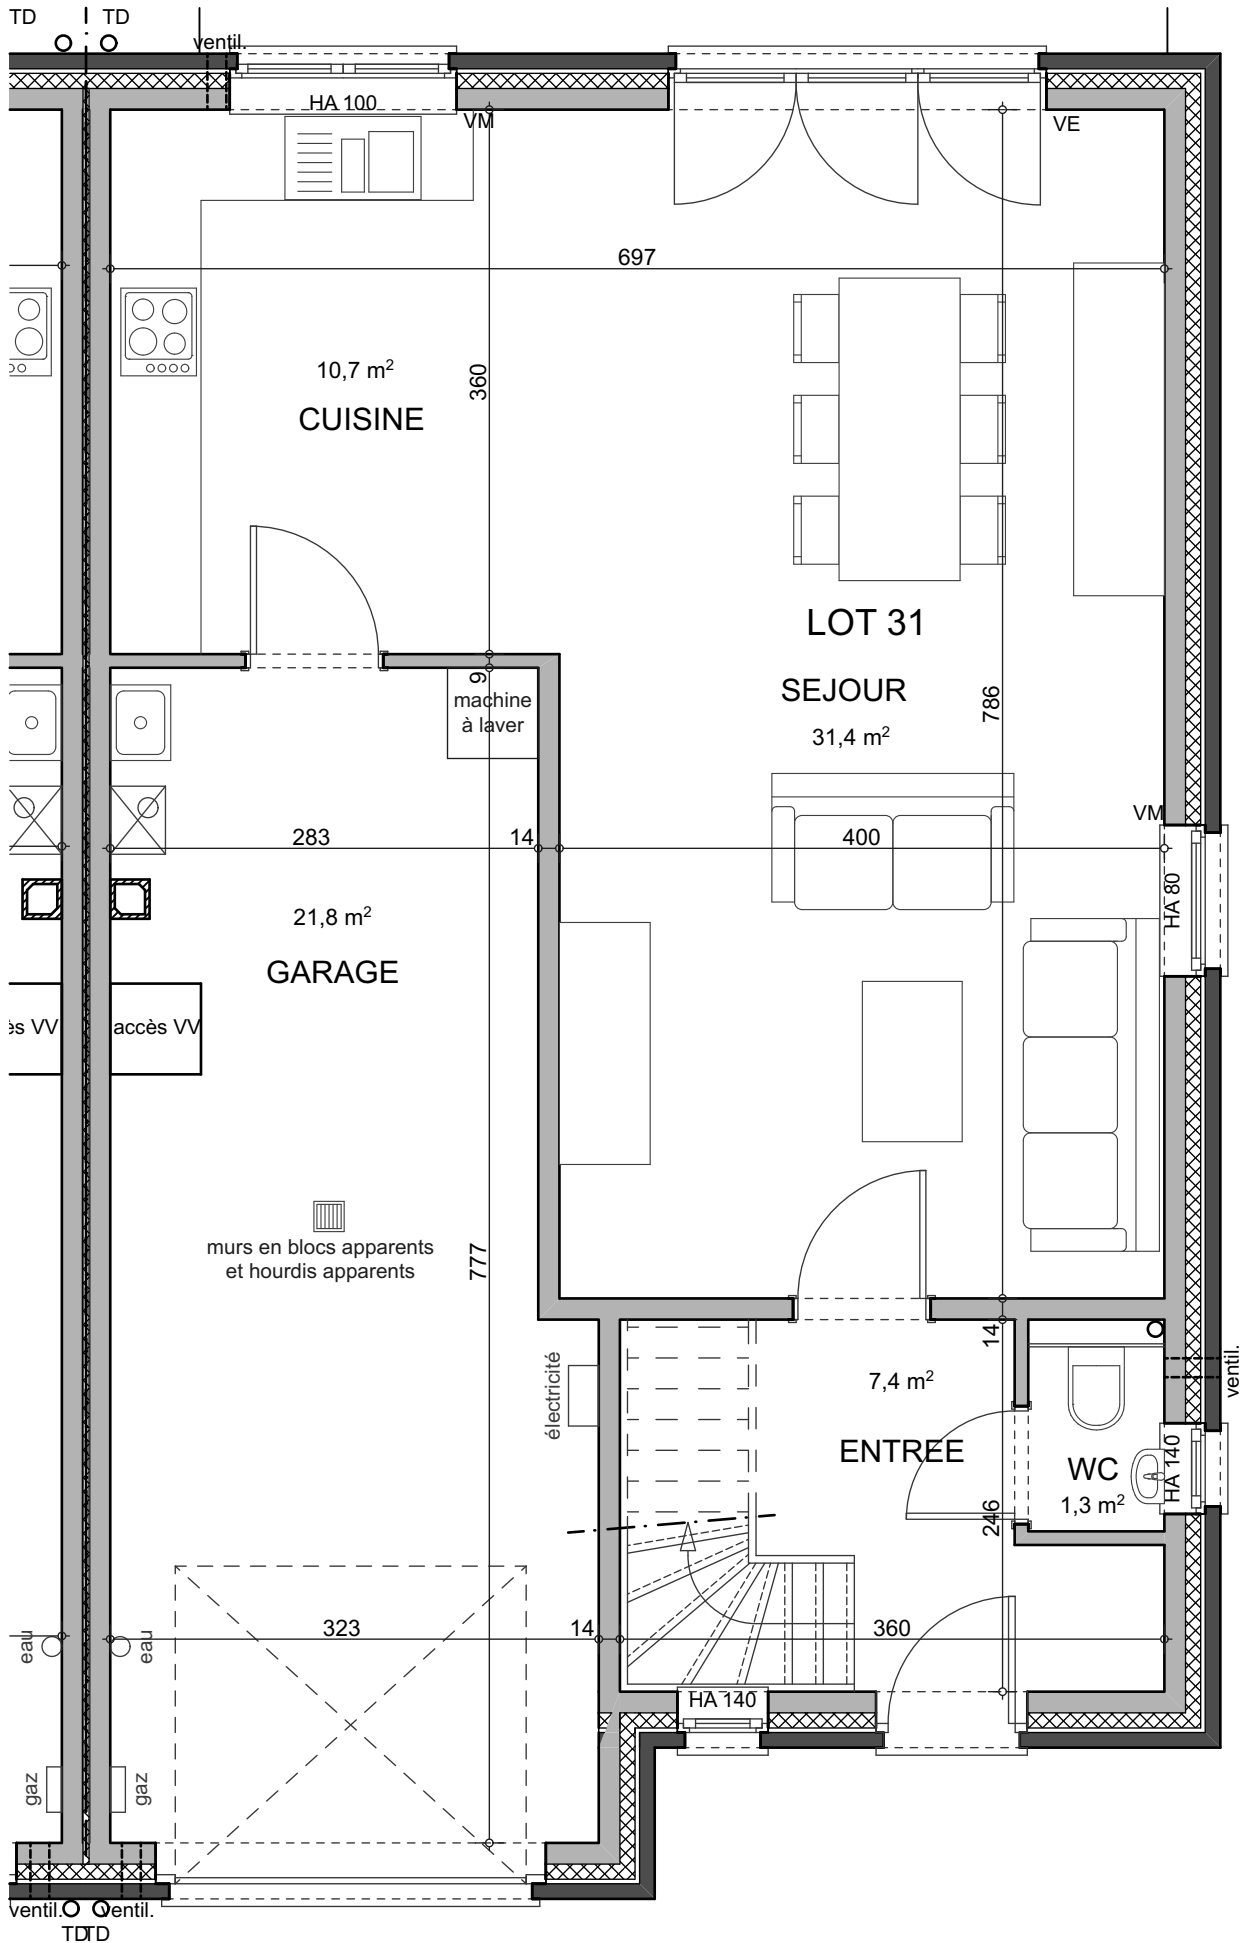 TD
TD
ventil.
HA 100
VM
VE
697
10,7 m²
360
CUISINE
LOT 31
SEJOUR
31,4 m²
786
9
machine
à laver
283
14
400
VM
HA 80
21,8 m²
GARAGE
ès VV
accès VV
murs en blocs apparents
et hourdis apparents
777
14
électricité
7,4 m²
ventil.
ENTREE
WC
1,3 m²
HA 140
246
323
14
360
eau
eau
HA 140
gaz
gaz
ventil.
ventil.
TD
TD